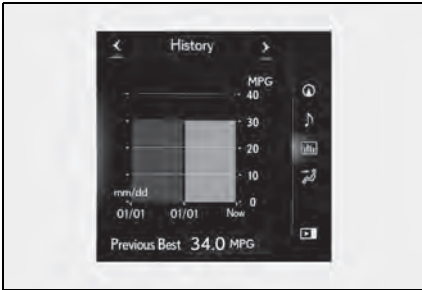 History
MPG
40
30
20
10
0
mm/dd
01/01 01/01 Now
Previous Best 34.0 MPG